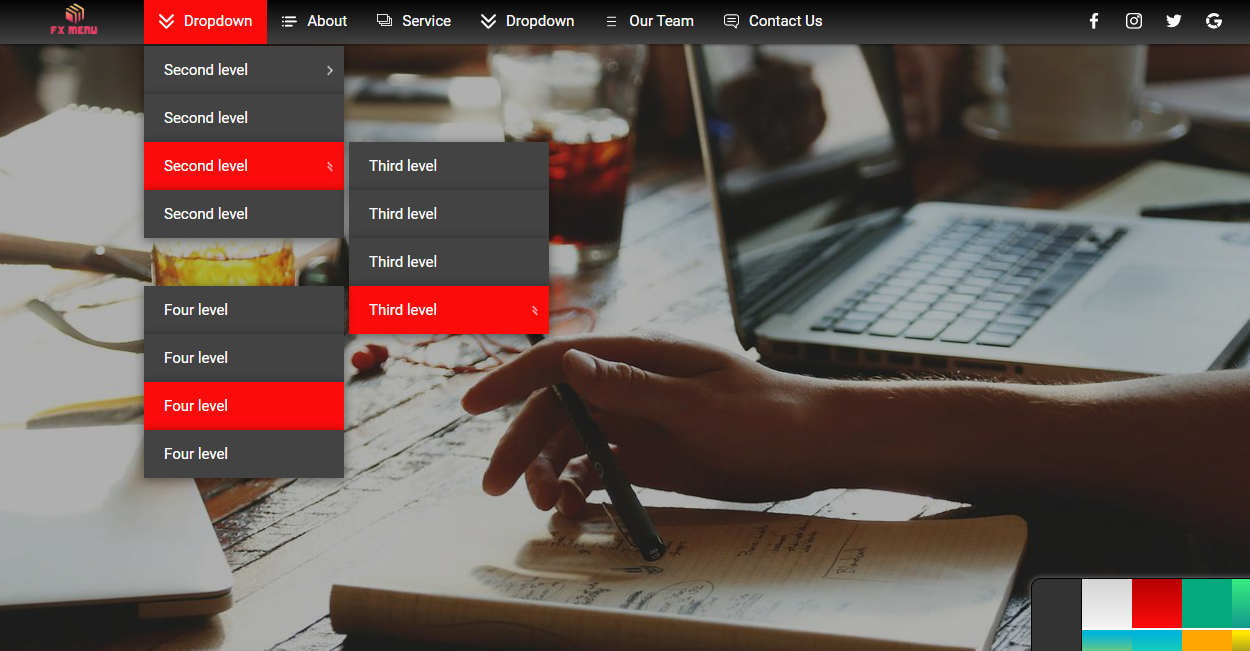 FX MENU
Dropdown
About
Service
Dropdown
Our Team
Contact Us
Second level
Second level
Second level
Second level
Third level
Third level
Third level
Third level
Four level
Four level
Four level
Four level